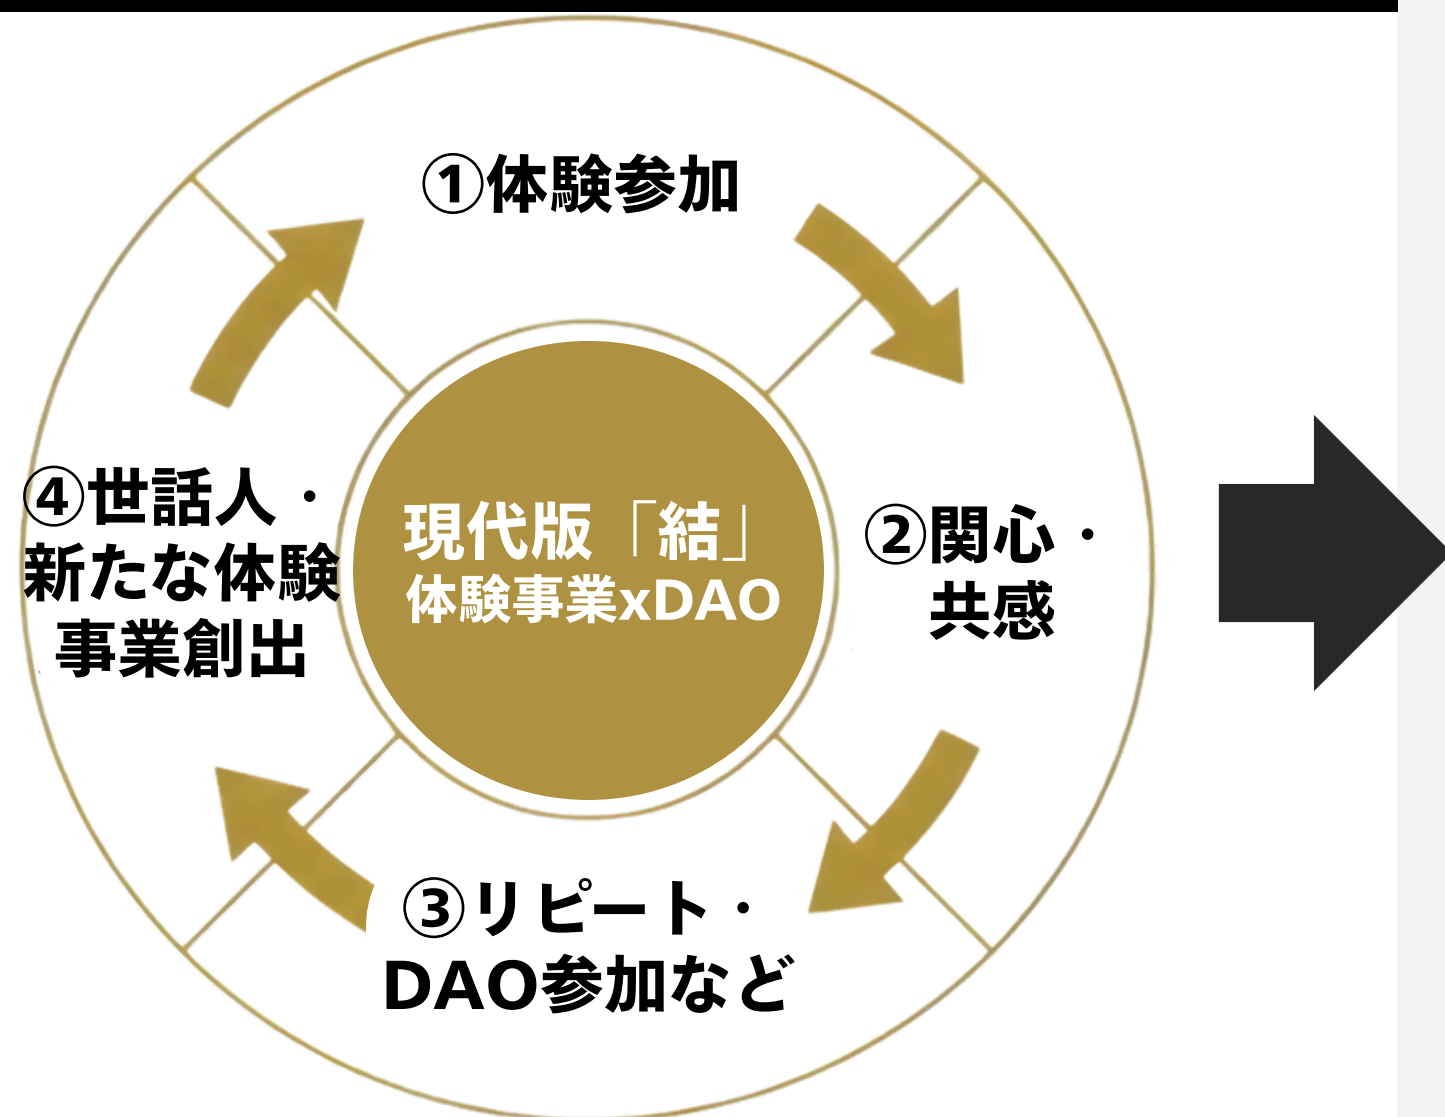 ①体験参加
②関心・
共感
③リピート・
DAO参加など
④世話人・
新たな体験
事業創出
現代版「結」
体験事業xDAO